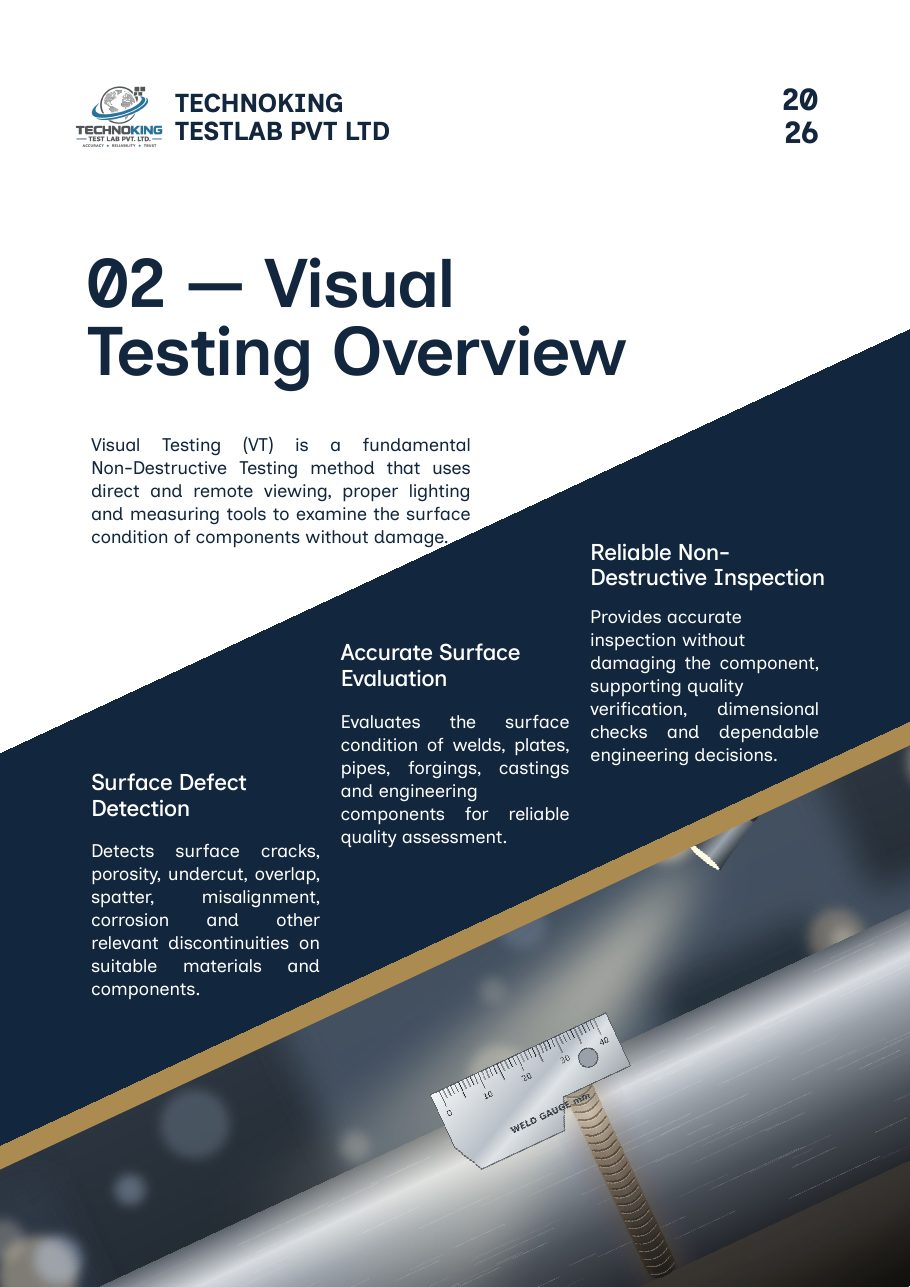 TECHNOKING
TEST LAB PVT. LTD.
ACCURACY • RELIABILITY • TRUST
TECHNOKING
TESTLAB PVT LTD
20
26
02 — Visual
Testing Overview
Visual Testing (VT) is a fundamental
Non-Destructive Testing method that uses
direct and remote viewing, proper lighting
and measuring tools to examine the surface
condition of components without damage.
Surface Defect
Detection
Detects surface cracks,
porosity, undercut, overlap,
spatter, misalignment,
corrosion and other
relevant discontinuities on
suitable materials and
components.
Accurate Surface
Evaluation
Evaluates the surface
condition of welds, plates,
pipes, forgings, castings
and engineering
components for reliable
quality assessment.
Reliable Non-
Destructive Inspection
Provides accurate
inspection without
damaging the component,
supporting quality
verification, dimensional
checks and dependable
engineering decisions.
0 10 20 30 40
WELD GAUGE mm